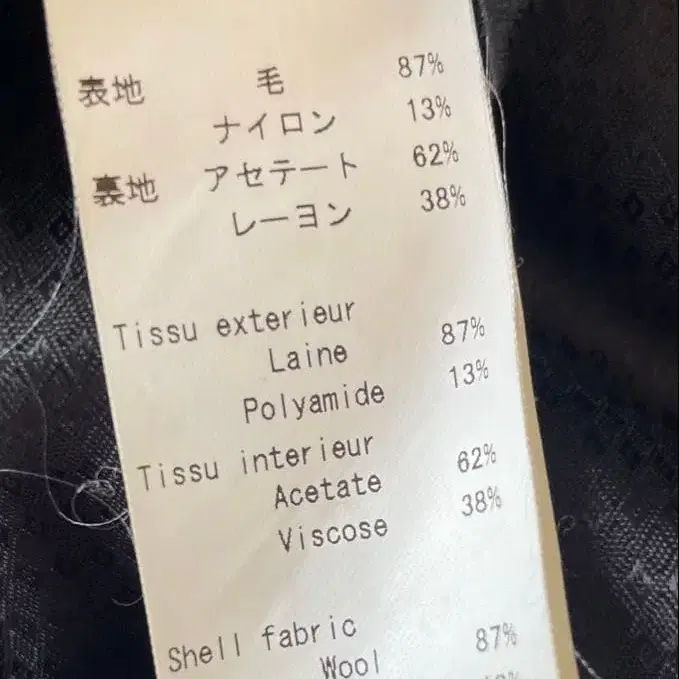 表地 毛 87%
ナイロン 13%
裏地 アセテート 62%
レーヨン 38%
Tissu exterieur
Laine 87%
Polyamide 13%
Tissu interieur
Acetate 62%
Viscose 38%
Shell fabric
Wool 87%